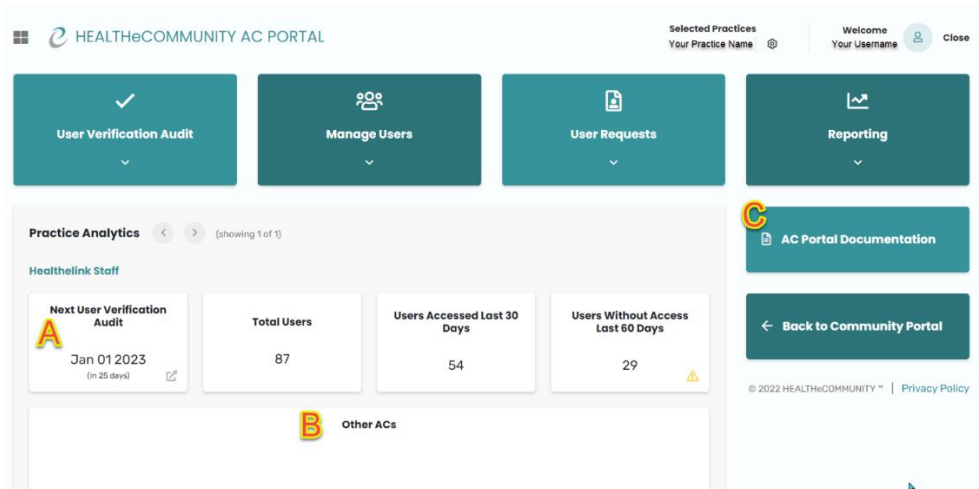 HEALTHeCOMMUNITY AC PORTAL
Selected Practices
Your Practice Name
Welcome
Your Username
Close
User Verification Audit
Manage Users
User Requests
Reporting
Practice Analytics
(showing 1 of 1)
Healthelink Staff
Next User Verification
Audit
A
Jan 01 2023
(in 25 days)
Total Users
87
Users Accessed Last 30
Days
54
Users Without Access
Last 60 Days
29
B
Other ACs
C
AC Portal Documentation
Back to Community Portal
© 2022 HEALTHeCOMMUNITY ™ | Privacy Policy